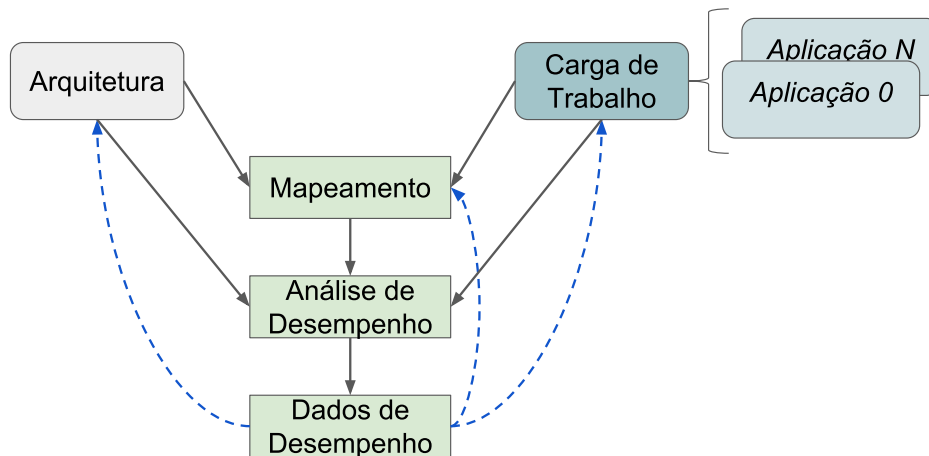 Arquitetura
Carga de
Trabalho
Aplicação N
Aplicação 0
Mapeamento
Análise de
Desempenho
Dados de
Desempenho